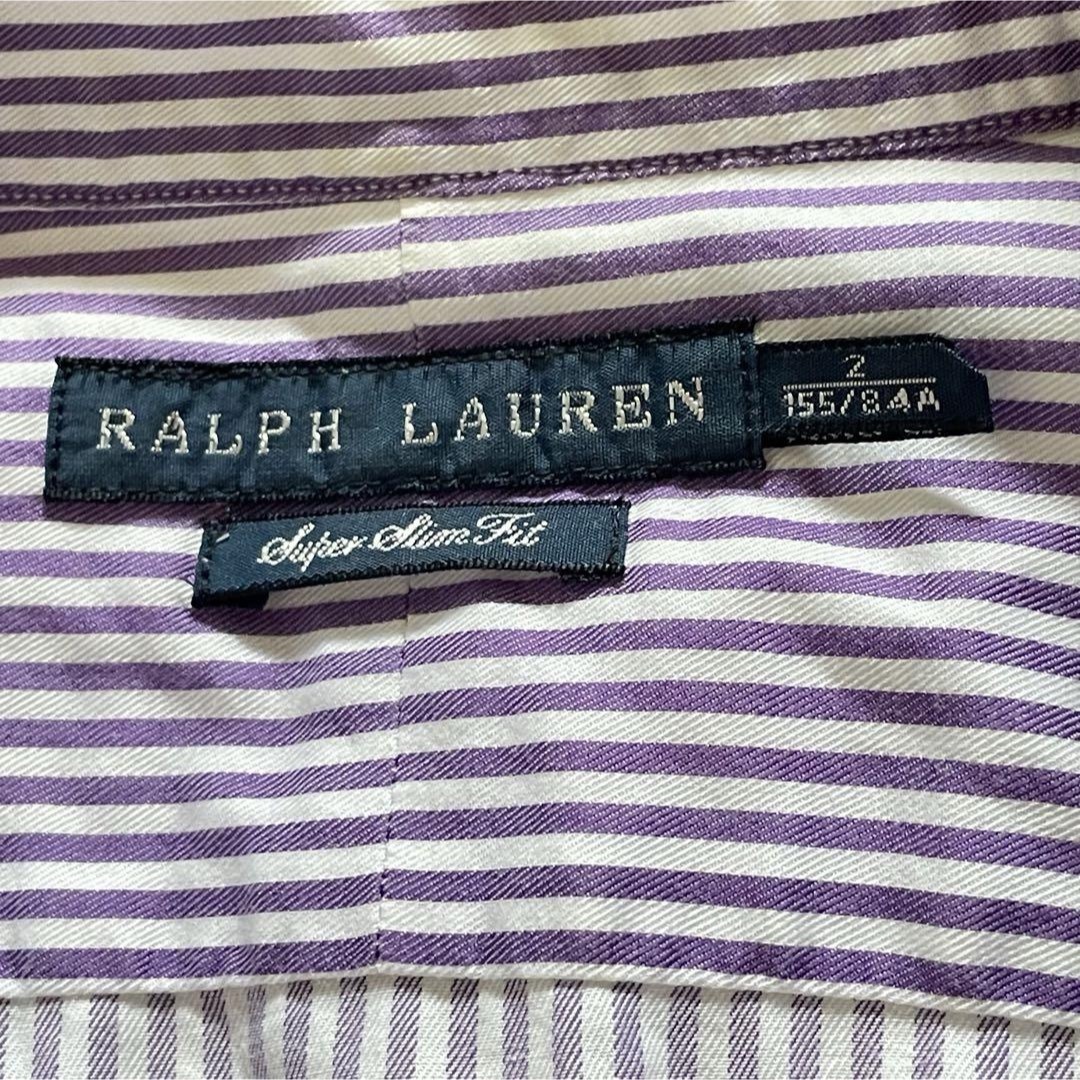 RALPH LAUREN
2
155/84A
Super Slim Fit